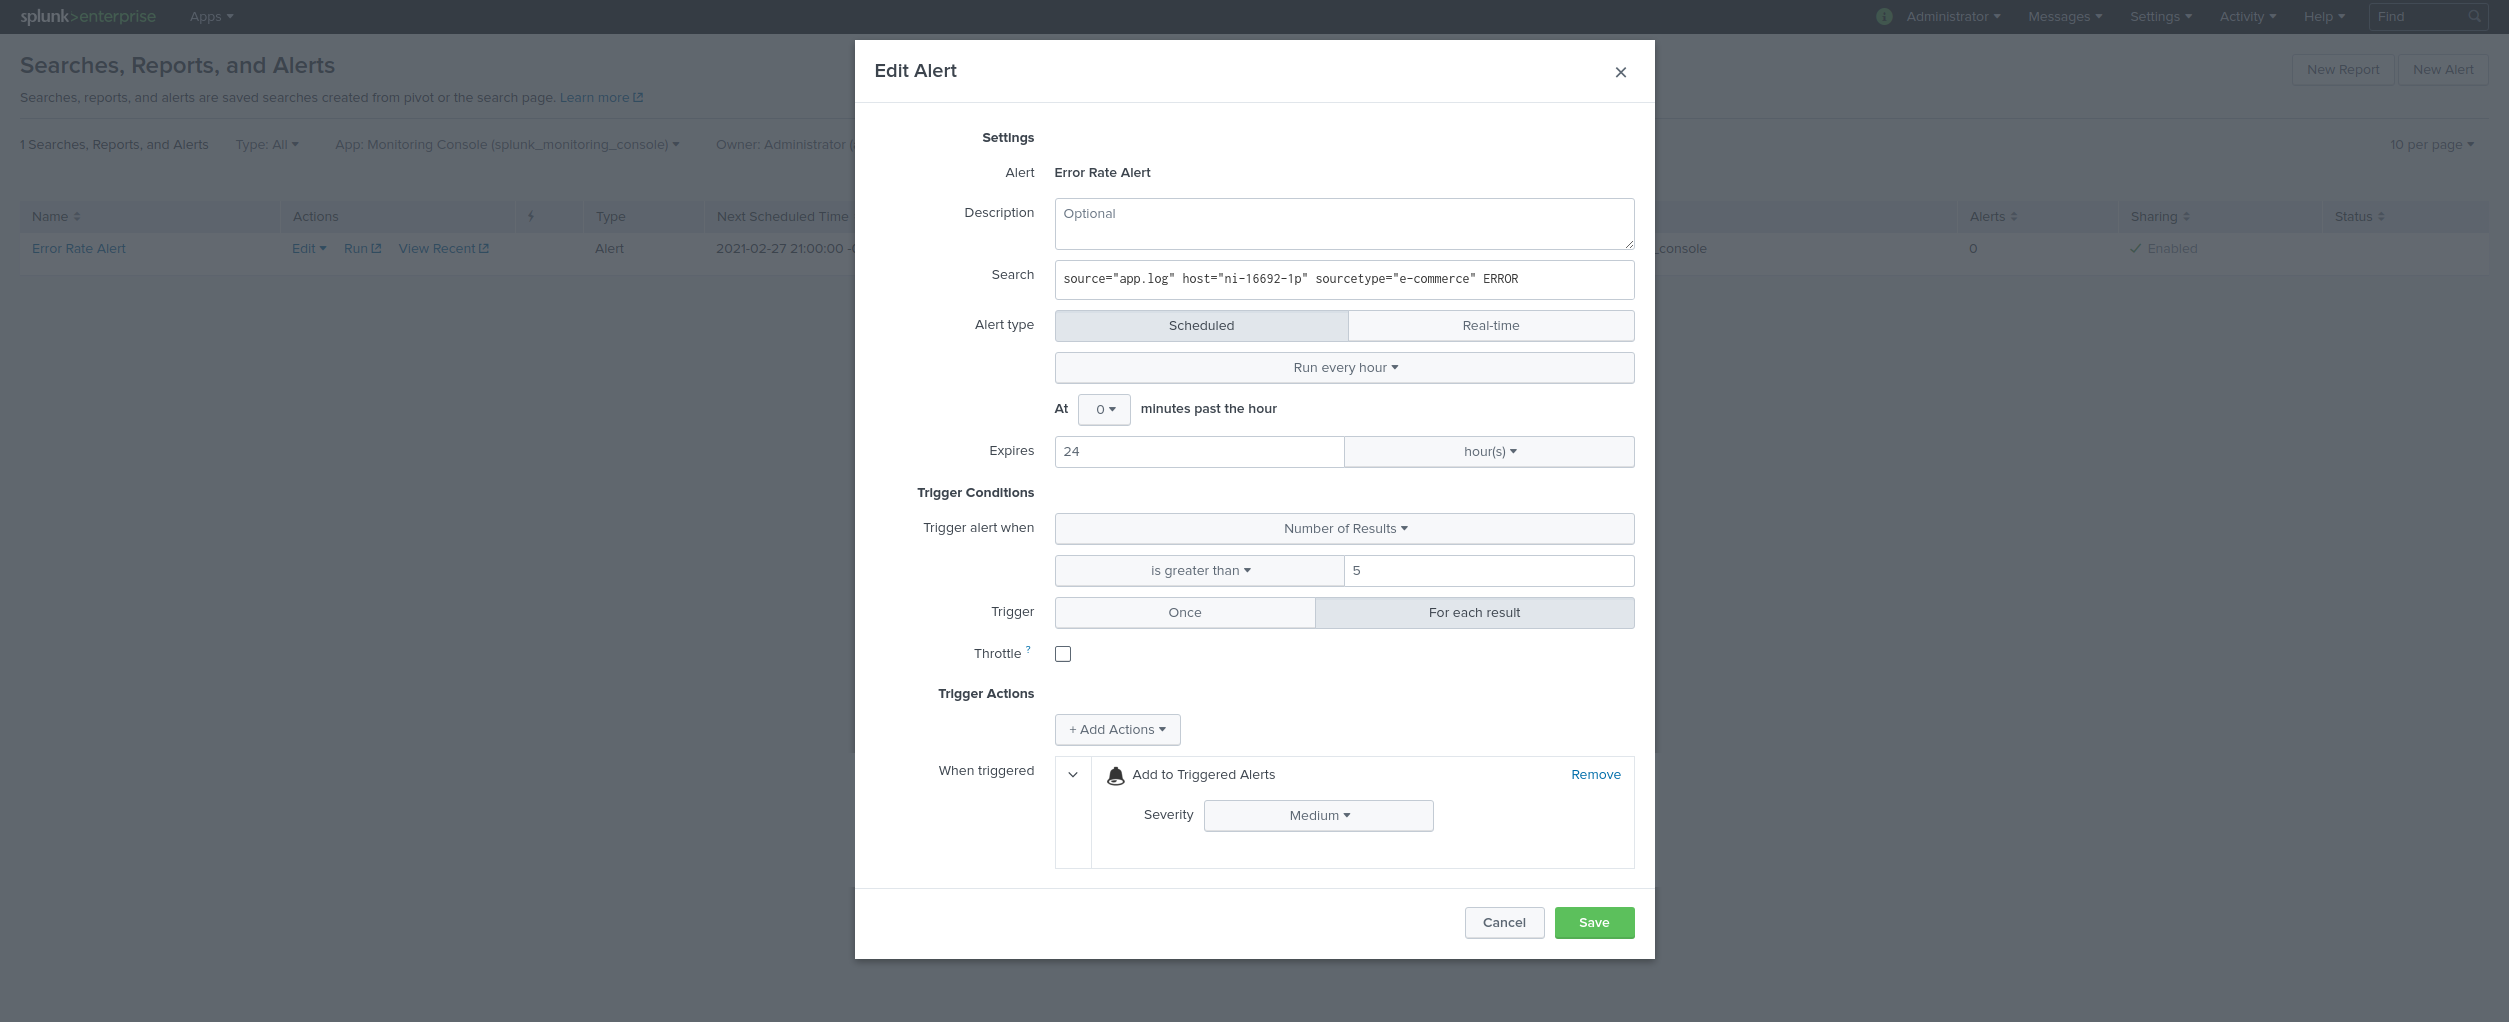 splunk>enterprise Apps Administrator Messages Settings Activity Help Find
Searches, Reports, and Alerts
New Report New Alert
Searches, reports, and alerts are saved searches created from pivot or the search page. Learn more
1 Searches, Reports, and Alerts Type: All App: Monitoring Console (splunk_monitoring_console) Owner: Administrator ( 10 per page
Name Actions Type Next Scheduled Time Alerts Sharing Status
Error Rate Alert Edit Run View Recent Alert 2021-02-27 21:00:00 - _console 0 Enabled
Edit Alert
Settings
Alert Error Rate Alert
Description Optional
Search source="app.log" host="ni-16692-1p" sourcetype="e-commerce" ERROR
Alert type Scheduled Real-time
Run every hour
At 0 minutes past the hour
Expires 24 hour(s)
Trigger Conditions
Trigger alert when Number of Results
is greater than 5
Trigger Once For each result
Throttle ?
Trigger Actions
+ Add Actions
When triggered Add to Triggered Alerts Remove
Severity Medium
Cancel Save